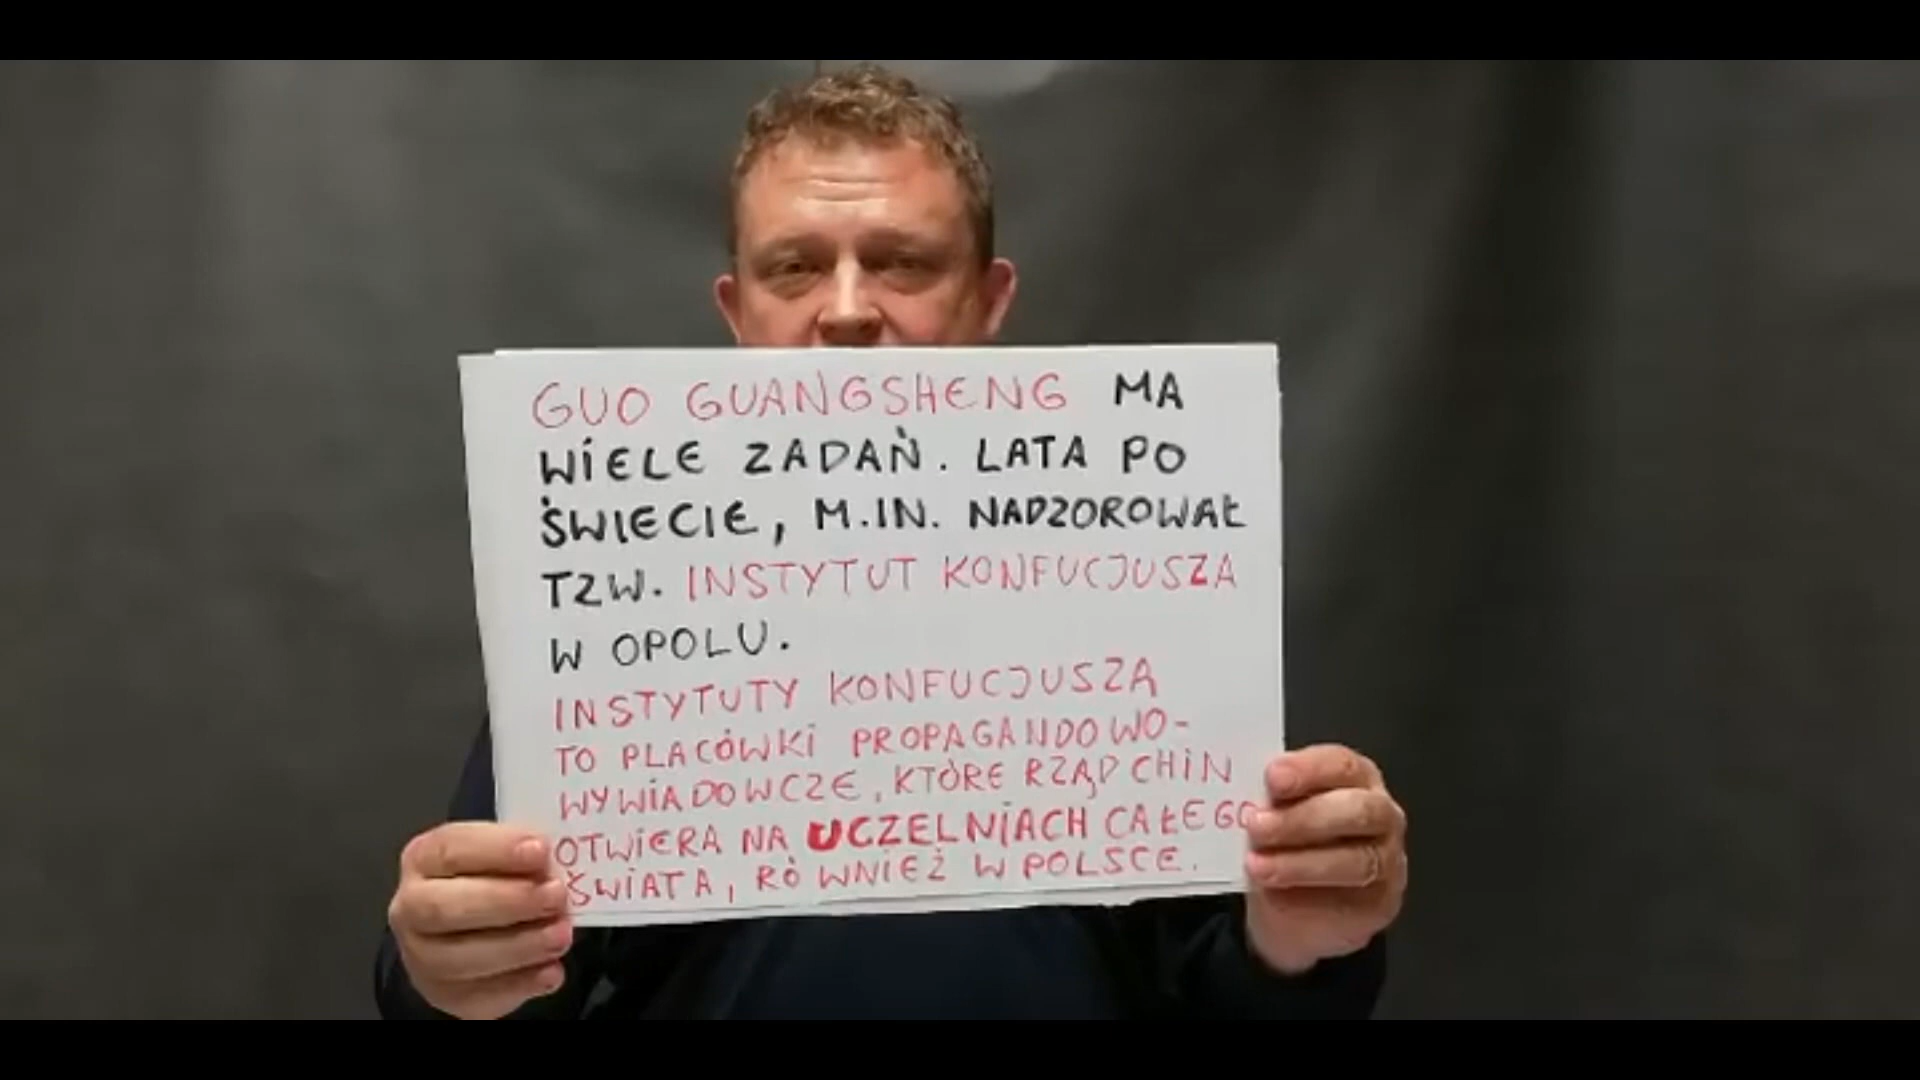 GUO GUANGSHENG MA
WIELE ZADAŃ. LATA PO
ŚWIECIE, M.IN. NADZOROWAŁ
TZW. INSTYTUT KONFUCJUSZA
W OPOLU.
INSTYTUTY KONFUCJUSZA
TO PLACÓWKI PROPAGANDOWO-
WYWIADOWCZE, KTÓRE RZĄD CHIN
OTWIERA NA UCZELNIACH CAŁEGO
ŚWIATA, RÓWNIEŻ W POLSCE.